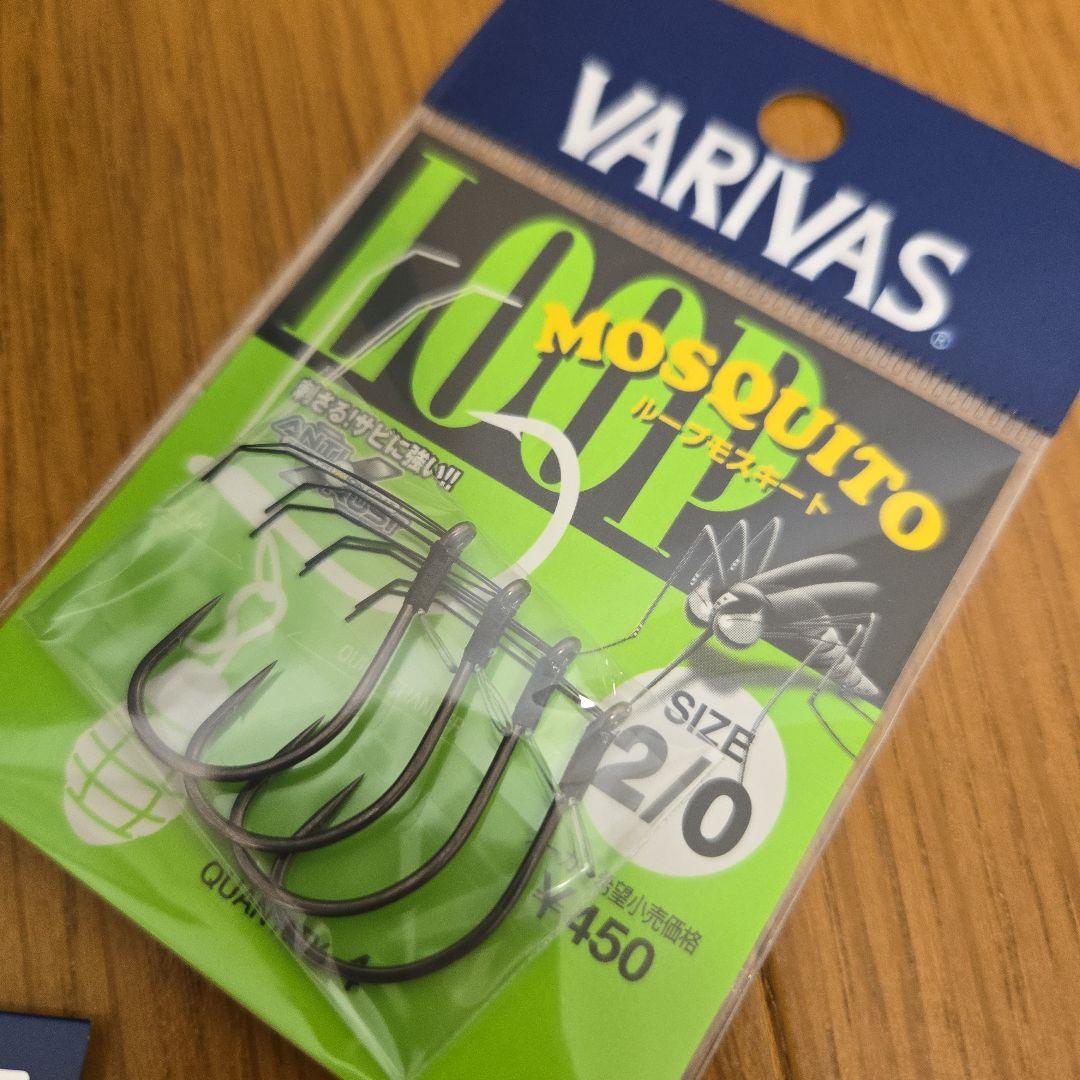 VARIVAS®
LOOP
MOSQUITO
ループモスキート
刺さる!サビに強い!!
ANTI
RUST
SIZE
2/0
希望小売価格
¥450